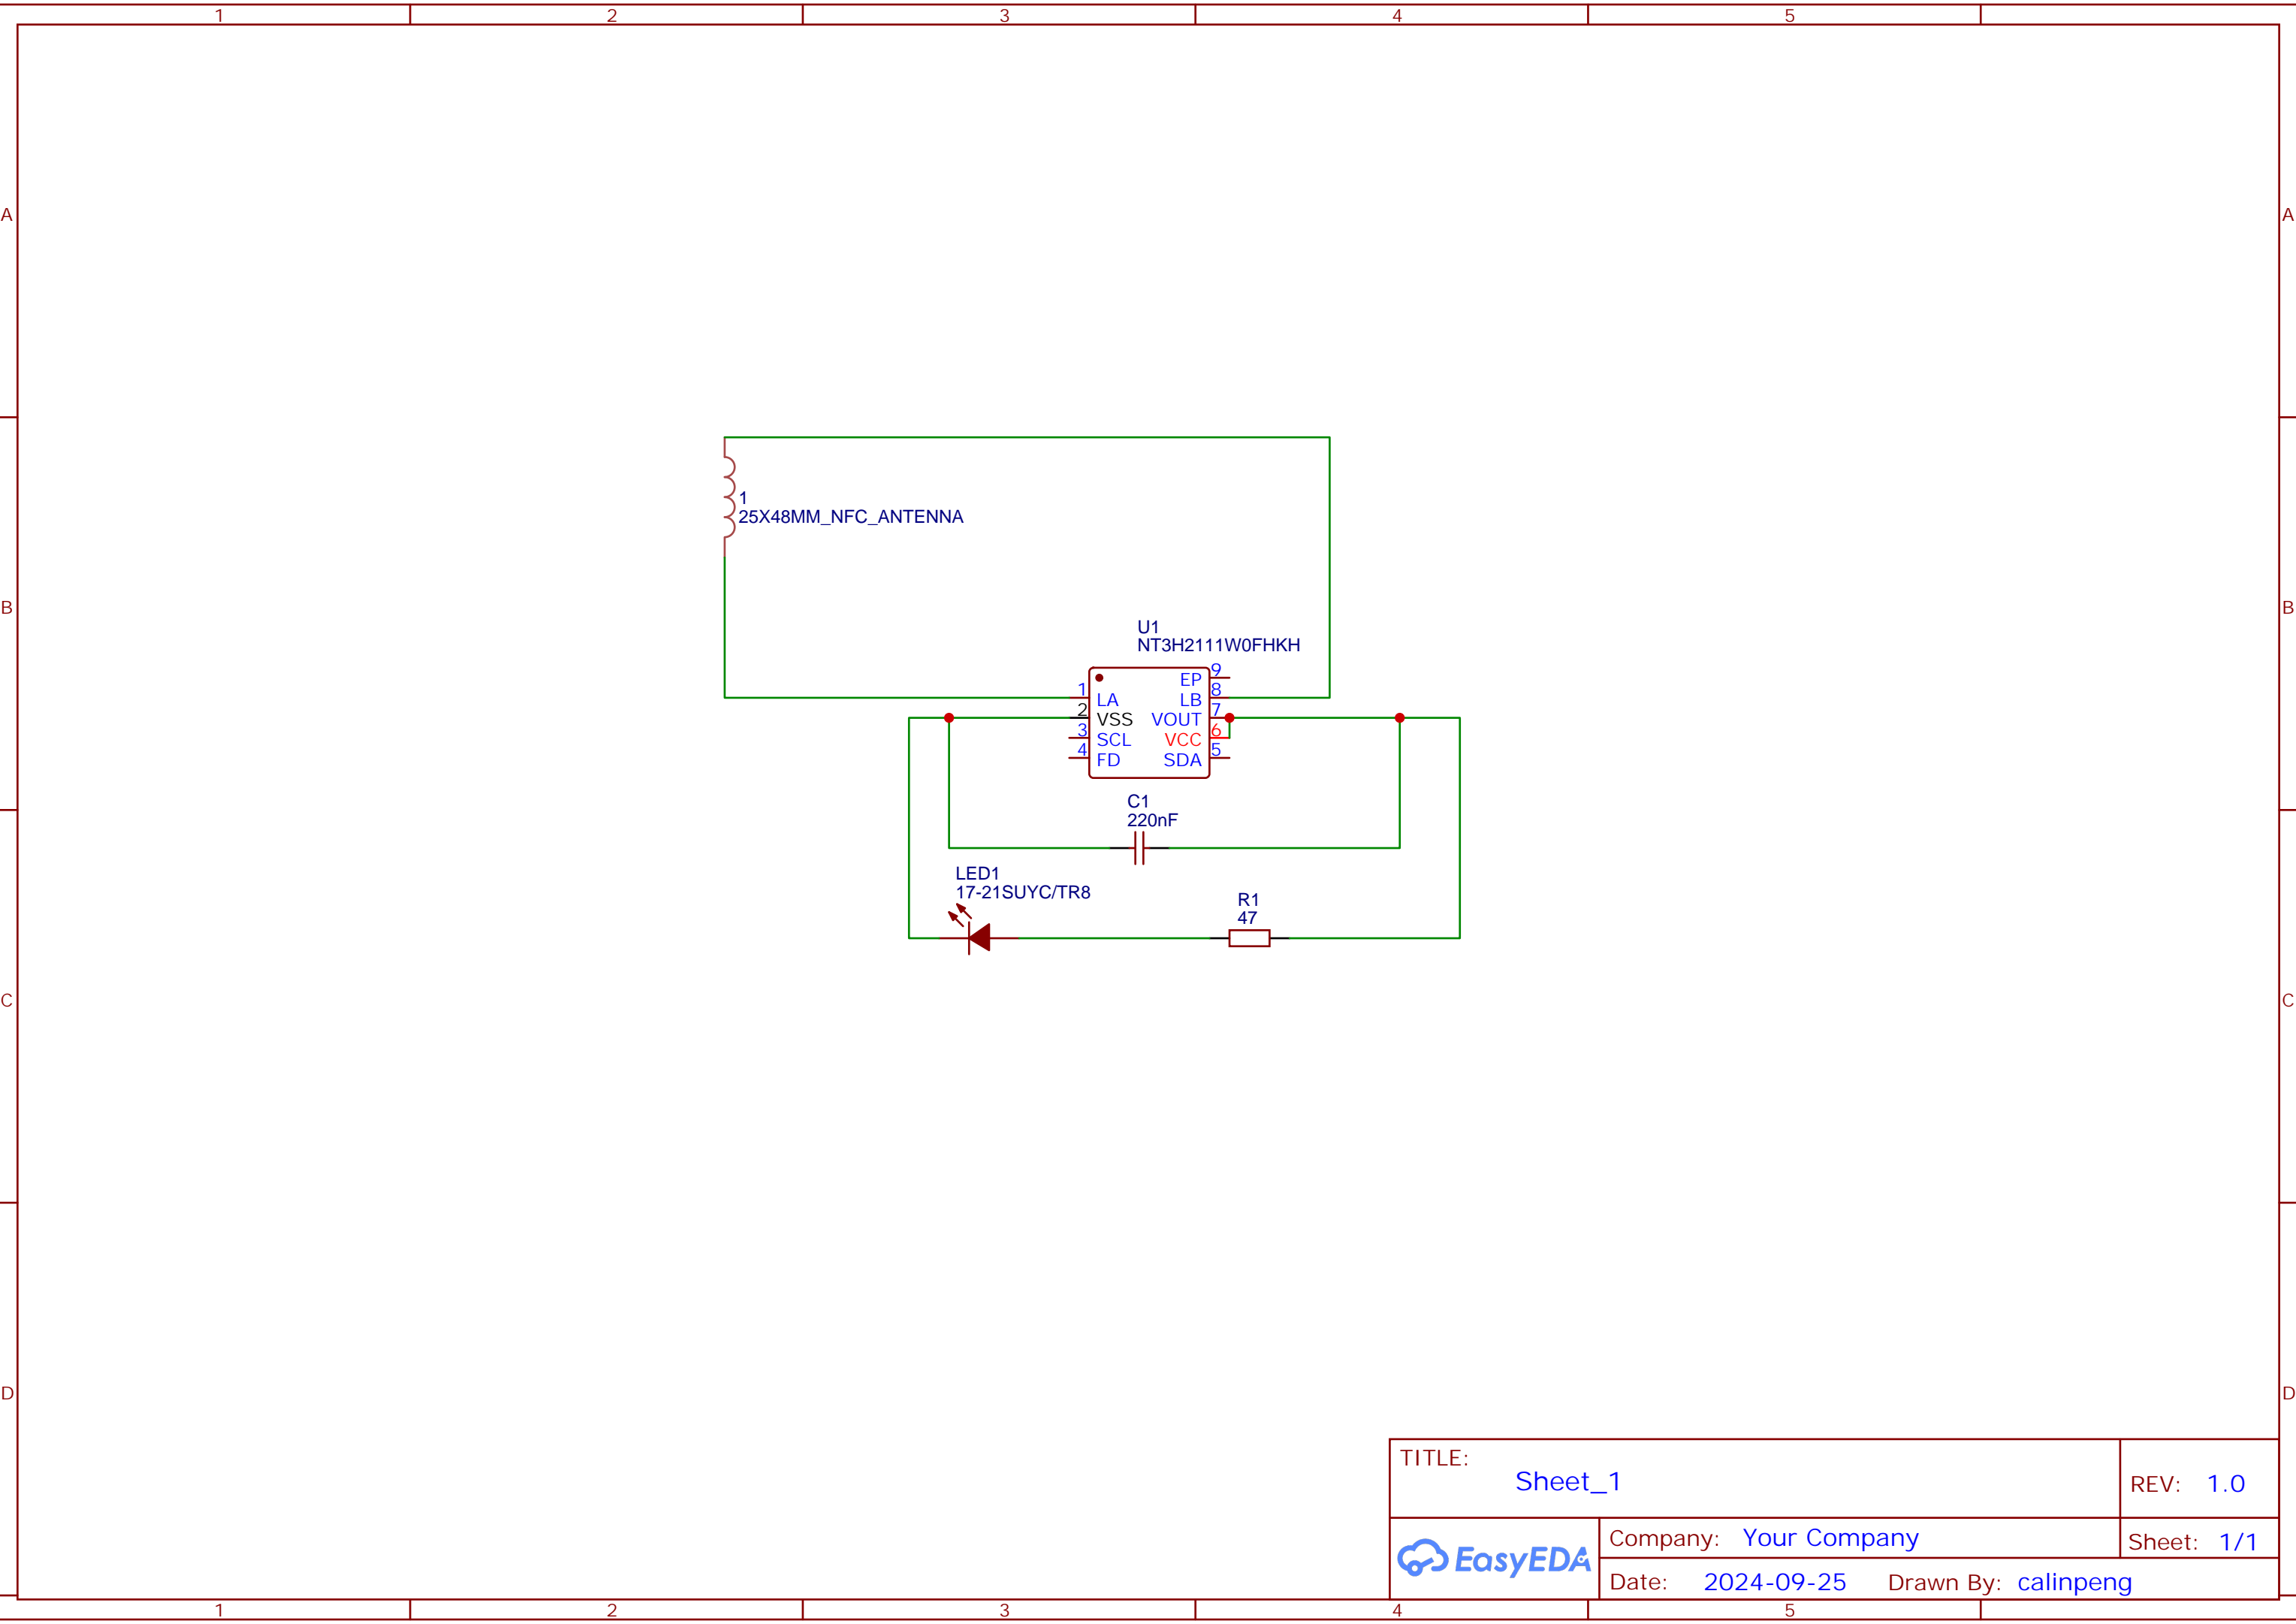 1 2 3 4 5
A A
1
25X48MM_NFC_ANTENNA
B B
U1
NT3H2111W0FHKH
9
EP
1 8
LA LB
2 7
VSS VOUT
3 6
SCL VCC
4 5
FD SDA
C1
220nF
LED1
17-21SUYC/TR8
R1
47
C C
D D
TITLE:
Sheet_1
REV: 1.0
EasyEDA
Company: Your Company
Sheet: 1/1
Date: 2024-09-25 Drawn By: calinpeng
1 2 3 4 5